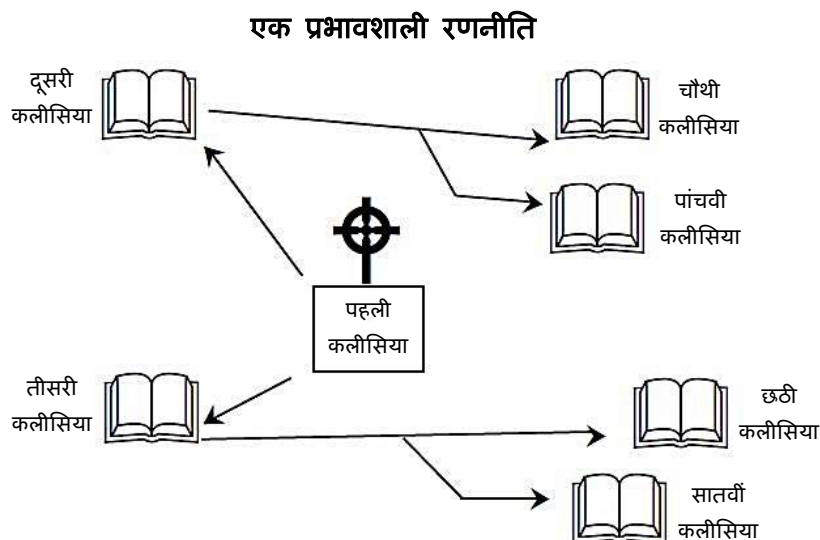 एक प्रभावशाली रणनीति
दूसरी
कलीसिया
चौथी
कलीसिया
पांचवी
कलीसिया
पहली
कलीसिया
तीसरी
कलीसिया
छठी
कलीसिया
सातवीं
कलीसिया